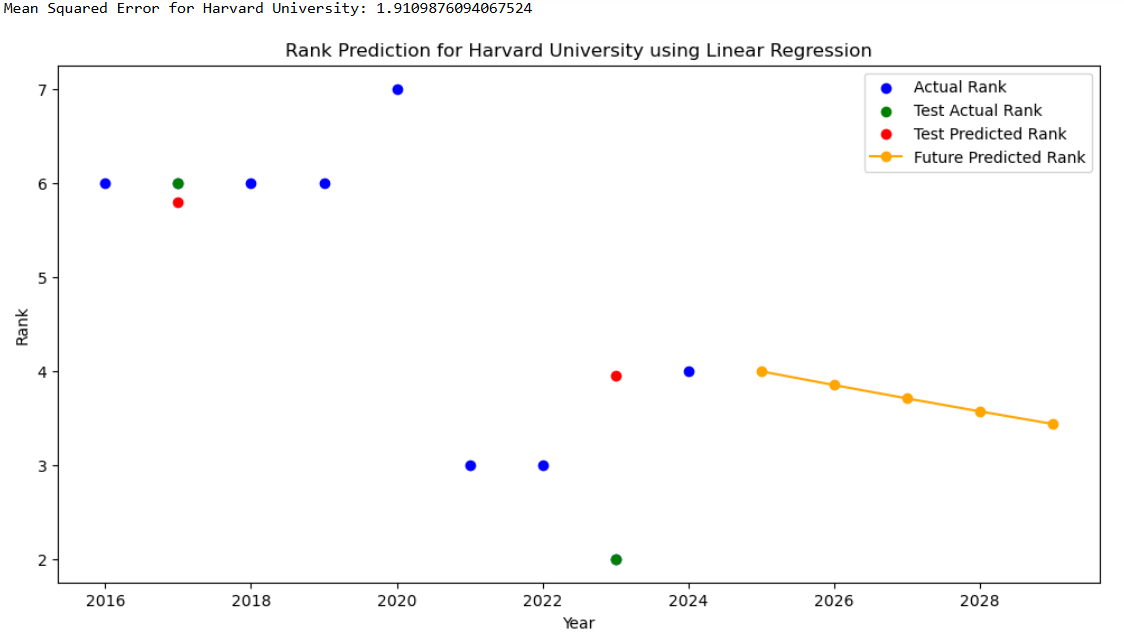 Mean Squared Error for Harvard University: 1.9109876094067524
Rank Prediction for Harvard University using Linear Regression
Actual Rank
Test Actual Rank
Test Predicted Rank
Future Predicted Rank
7
6
5
4
3
2
Rank
2016 2018 2020 2022 2024 2026 2028
Year